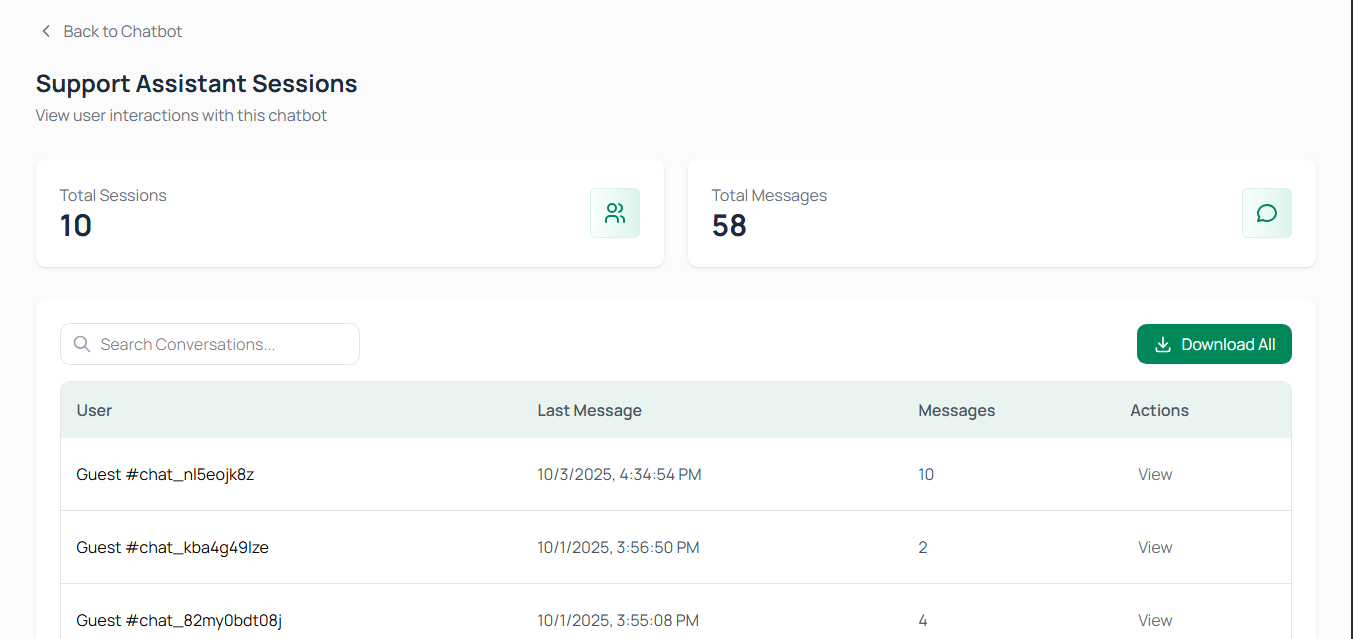 Back to Chatbot
Support Assistant Sessions
View user interactions with this chatbot
Total Sessions
10
Total Messages
58
Search Conversations...
Download All
User Last Message Messages Actions
Guest #chat_nl5eojk8z 10/3/2025, 4:34:54 PM 10 View
Guest #chat_kba4g49lze 10/1/2025, 3:56:50 PM 2 View
Guest #chat_82my0bdt08j 10/1/2025, 3:55:08 PM 4 View